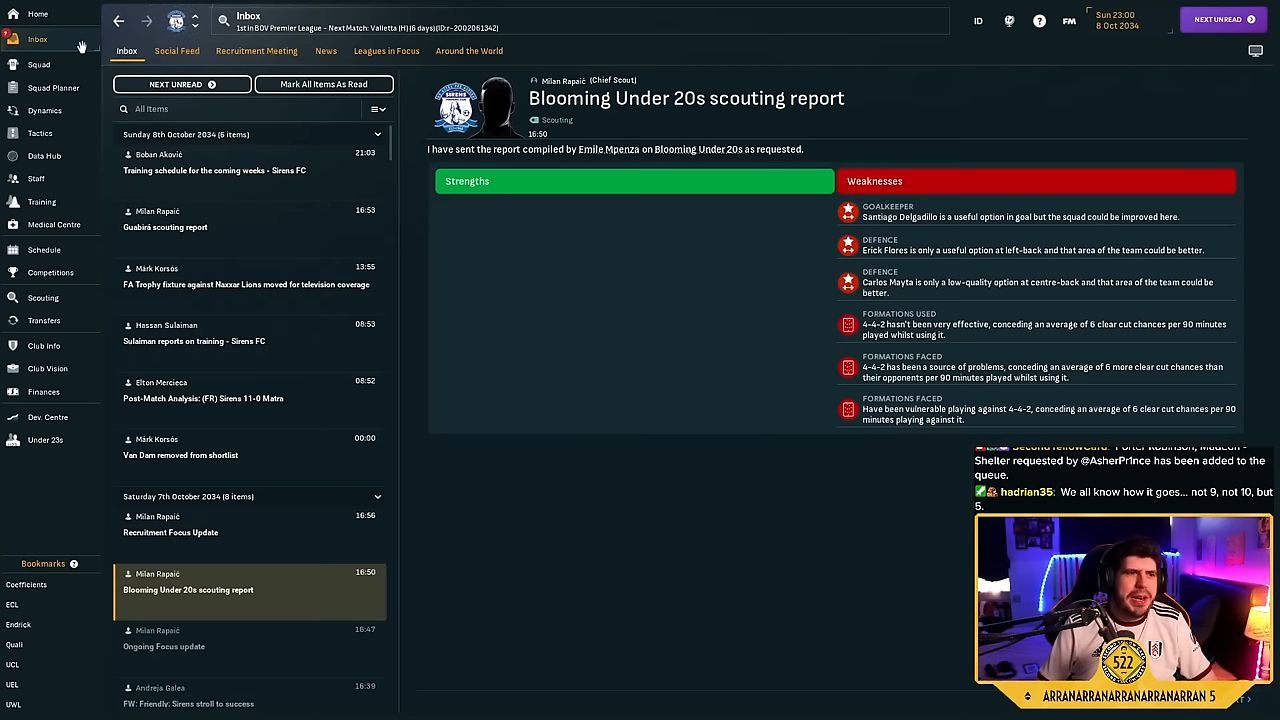 Home
Inbox
7
Squad
Squad Planner
Dynamics
Tactics
Data Hub
Staff
Training
Medical Centre
Schedule
Competitions
Scouting
Transfers
Club Info
Club Vision
Finances
Dev. Centre
Under 23s
Bookmarks ?
Coefficients
ECL
Endrick
Quali
UCL
UEL
UWL
Inbox
1st in BOV Premier League - Next Match: Valletta (H) (6 days)(ID:r-2002061342)
ID
?
FM
Sun 23:00
8 Oct 2034
NEXT UNREAD
Inbox
Social Feed
Recruitment Meeting
News
Leagues in Focus
Around the World
NEXT UNREAD
Mark All Items As Read
All Items
Sunday 8th October 2034 (6 items)
Boban Aković
21:03
Training schedule for the coming weeks - Sirens FC
Milan Rapaić
16:53
Guabirá scouting report
Márk Korsós
13:55
FA Trophy fixture against Naxxar Lions moved for television coverage
Hassan Sulaiman
08:53
Sulaiman reports on training - Sirens FC
Elton Mercieca
08:52
Post-Match Analysis: (FR) Sirens 11-0 Matra
Márk Korsós
00:00
Van Dam removed from shortlist
Saturday 7th October 2034 (8 items)
Milan Rapaić
16:56
Recruitment Focus Update
Milan Rapaić
16:50
Blooming Under 20s scouting report
Milan Rapaić
16:47
Ongoing Focus update
Andreja Galea
16:39
FW: Friendly: Sirens stroll to success
SIRENS
Milan Rapaić (Chief Scout)
Blooming Under 20s scouting report
Scouting
16:50
I have sent the report compiled by Emile Mpenza on Blooming Under 20s as requested.
Strengths
Weaknesses
GOALKEEPER
Santiago Delgadillo is a useful option in goal but the squad could be improved here.
DEFENCE
Erick Flores is only a useful option at left-back and that area of the team could be better.
DEFENCE
Carlos Mayta is only a low-quality option at centre-back and that area of the team could be
better.
FORMATIONS USED
4-4-2 hasn't been very effective, conceding an average of 6 clear cut chances per 90 minutes
played whilst using it.
FORMATIONS FACED
4-4-2 has been a source of problems, conceding an average of 6 more clear cut chances than
their opponents per 90 minutes played whilst using it.
FORMATIONS FACED
Have been vulnerable playing against 4-4-2, conceding an average of 6 clear cut chances per 90
minutes played against it.
Shelter requested by @AsherPr1nce has been added to the
queue.
hadrian35: We all know how it goes... not 9, not 10, but
5.
522
ARRANARRANARRANARRANARRAN 5